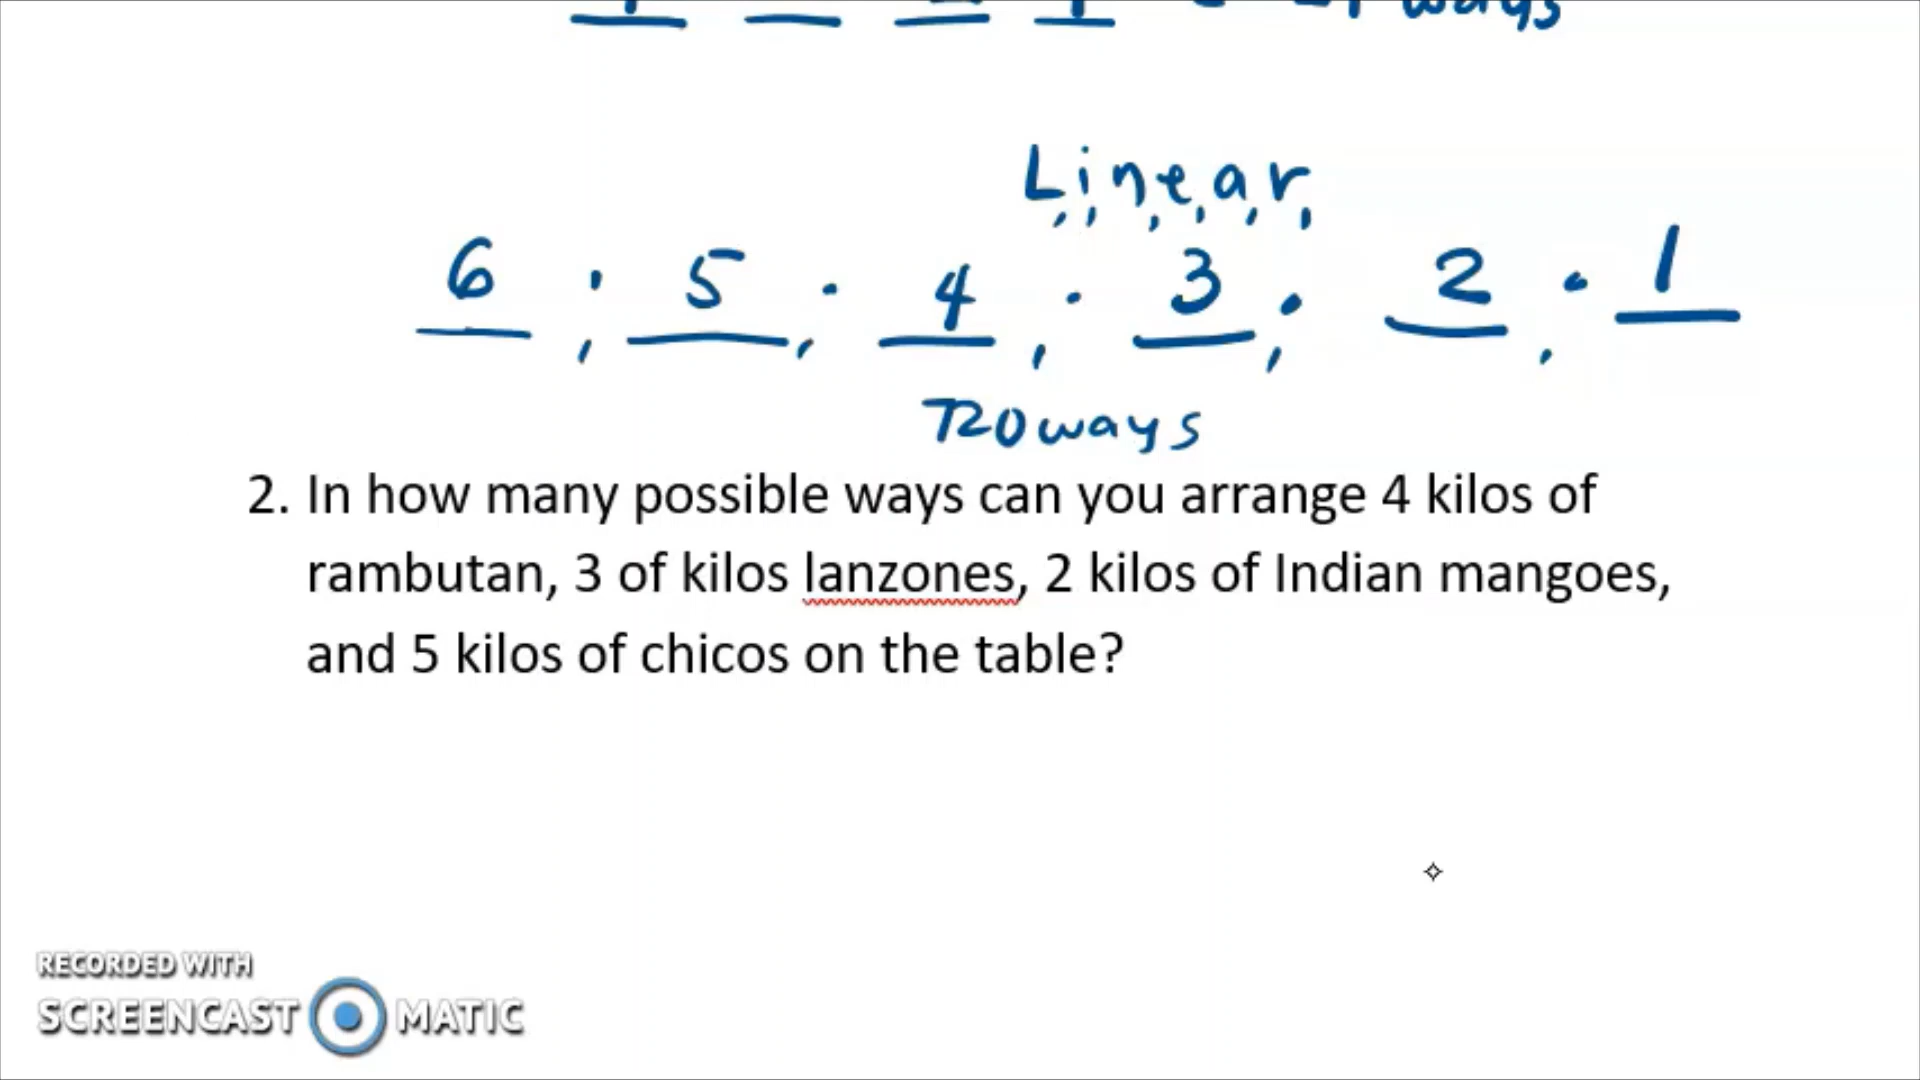 ways
Linear
6 . 5 . 4 . 3 . 2 . 1
720 ways
2. In how many possible ways can you arrange 4 kilos of
rambutan, 3 of kilos lanzones, 2 kilos of Indian mangoes,
and 5 kilos of chicos on the table?
RECORDED WITH
SCREENCAST MATIC